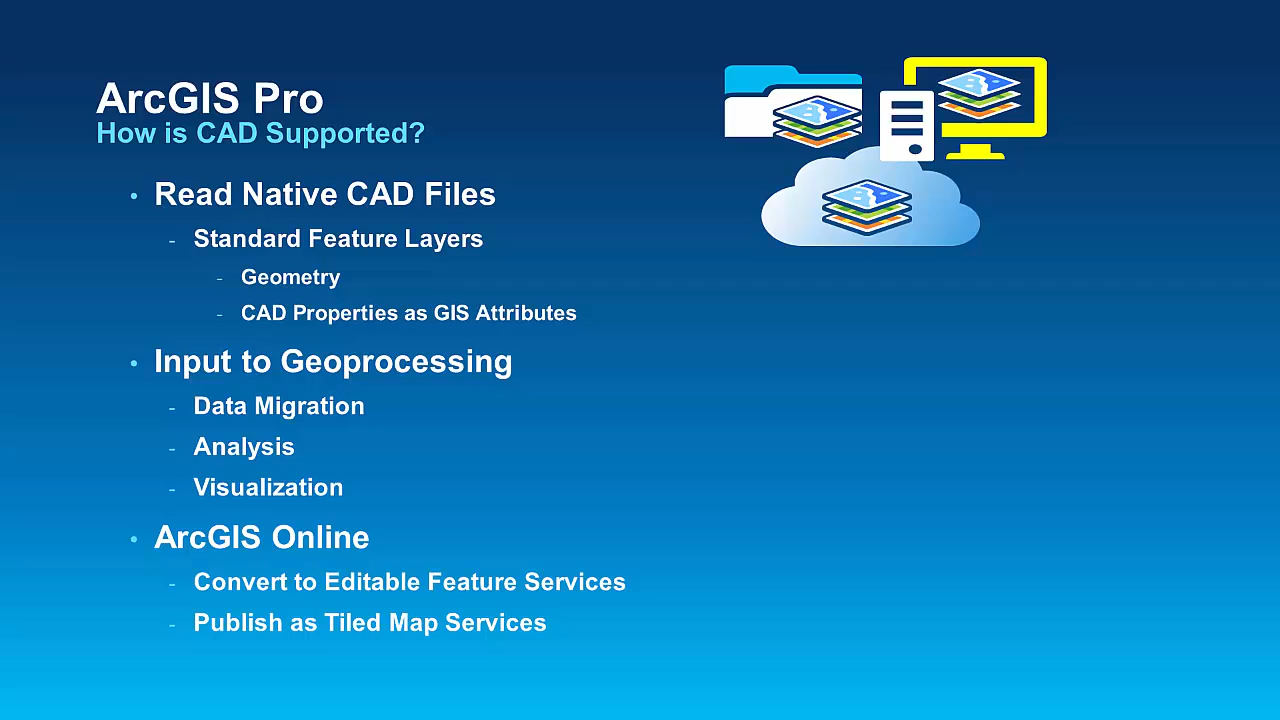 ArcGIS Pro
How is CAD Supported?
• Read Native CAD Files
- Standard Feature Layers
- Geometry
- CAD Properties as GIS Attributes
• Input to Geoprocessing
- Data Migration
- Analysis
- Visualization
• ArcGIS Online
- Convert to Editable Feature Services
- Publish as Tiled Map Services